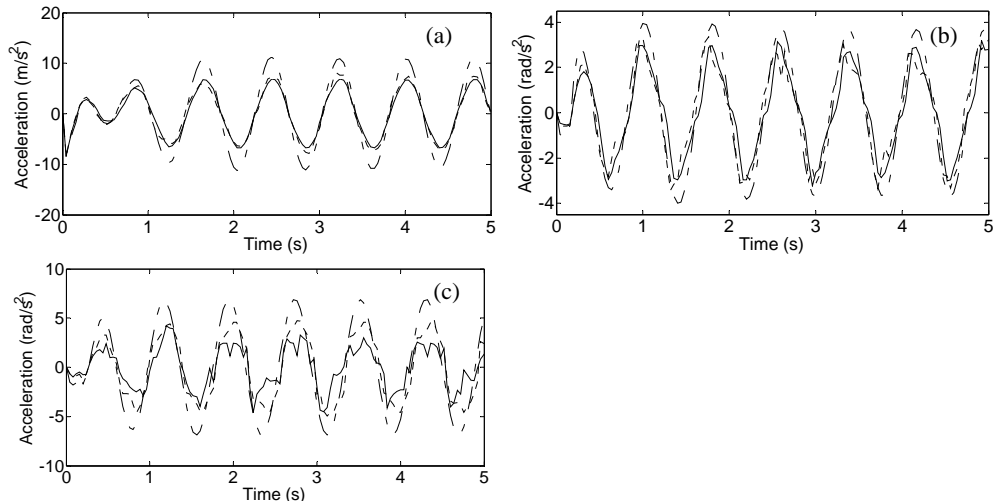 (a)
Acceleration (m/s²)
20
10
0
-10
-20
0 1 2 3 4 5
Time (s)
(b)
Acceleration (rad/s²)
4
2
0
-2
-4
0 1 2 3 4 5
Time (s)
(c)
Acceleration (rad/s²)
10
5
0
-5
-10
0 1 2 3 4 5
Time (s)